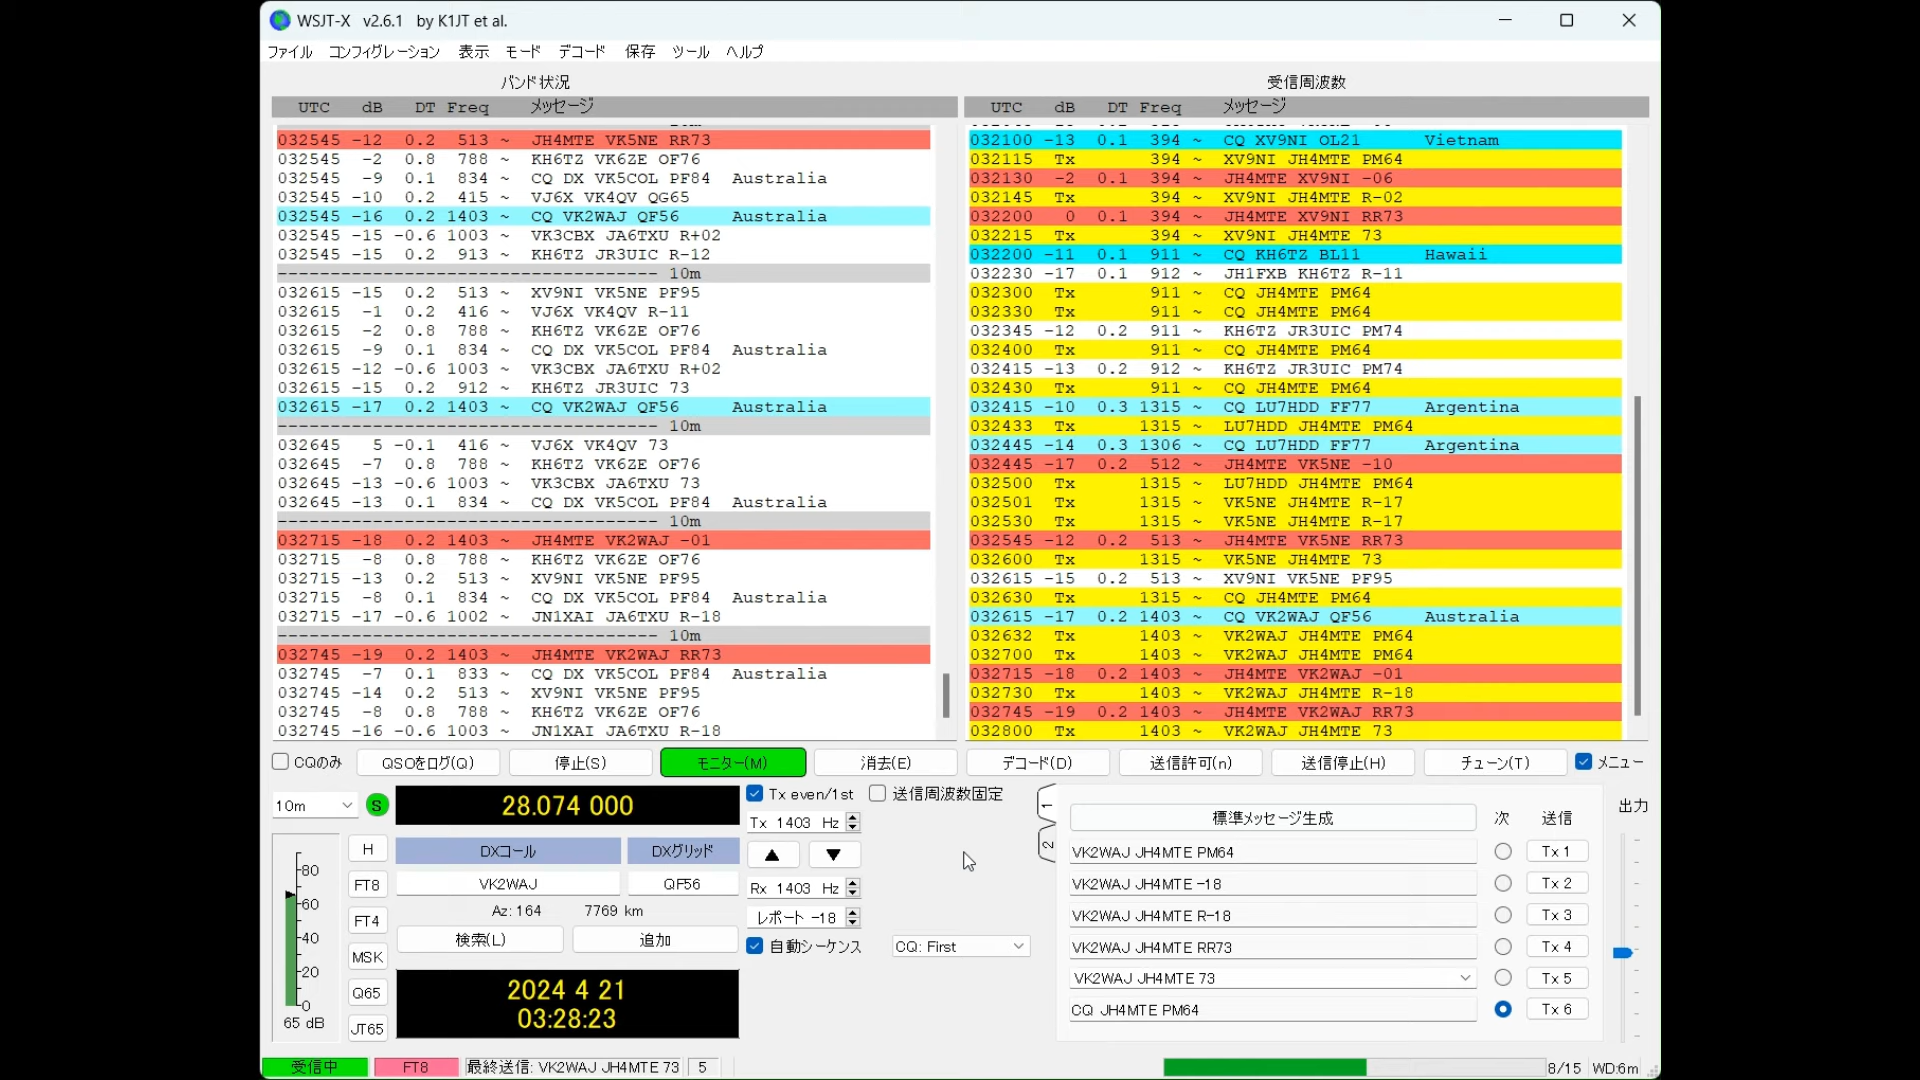 WSJT-X v2.6.1 by K1JT et al.
ファイル コンフィグレーション 表示 モード デコード 保存 ツール ヘルプ
バンド状況
UTC dB DT Freq メッセージ
032545 -12 0.2 513 ~ JH4MTE VK5NE RR73
032545 -2 0.8 788 ~ KH6TZ VK6ZE OF76
032545 -9 0.1 834 ~ CQ DX VK5COL PF84 Australia
032545 -10 0.2 415 ~ VJ6X VK4QV QG65
032545 -16 0.2 1403 ~ CQ VK2WAJ QF56 Australia
032545 -15 -0.6 1003 ~ VK3CBX JA6TXU R+02
032545 -15 0.2 913 ~ KH6TZ JR3UIC R-12
------------------------------------ 10m
032615 -15 0.2 513 ~ XV9NI VK5NE PF95
032615 -1 0.2 416 ~ VJ6X VK4QV R-11
032615 -2 0.8 788 ~ KH6TZ VK6ZE OF76
032615 -9 0.1 834 ~ CQ DX VK5COL PF84 Australia
032615 -12 -0.6 1003 ~ VK3CBX JA6TXU R+02
032615 -15 0.2 912 ~ KH6TZ JR3UIC 73
032615 -17 0.2 1403 ~ CQ VK2WAJ QF56 Australia
------------------------------------ 10m
032645 5 -0.1 416 ~ VJ6X VK4QV 73
032645 -7 0.8 788 ~ KH6TZ VK6ZE OF76
032645 -13 -0.6 1003 ~ VK3CBX JA6TXU 73
032645 -13 0.1 834 ~ CQ DX VK5COL PF84 Australia
------------------------------------ 10m
032715 -18 0.2 1403 ~ JH4MTE VK2WAJ -01
032715 -8 0.8 788 ~ KH6TZ VK6ZE OF76
032715 -13 0.2 513 ~ XV9NI VK5NE PF95
032715 -8 0.1 834 ~ CQ DX VK5COL PF84 Australia
032715 -17 -0.6 1002 ~ JN1XAI JA6TXU R-18
------------------------------------ 10m
032745 -19 0.2 1403 ~ JH4MTE VK2WAJ RR73
032745 -7 0.1 833 ~ CQ DX VK5COL PF84 Australia
032745 -14 0.2 513 ~ XV9NI VK5NE PF95
032745 -8 0.8 788 ~ KH6TZ VK6ZE OF76
032745 -16 -0.6 1003 ~ JN1XAI JA6TXU R-18
受信周波数
UTC dB DT Freq メッセージ
032100 -13 0.1 394 ~ CQ XV9NI OL21 Vietnam
032115 Tx 394 ~ XV9NI JH4MTE PM64
032130 -2 0.1 394 ~ JH4MTE XV9NI -06
032145 Tx 394 ~ XV9NI JH4MTE R-02
032200 0 0.1 394 ~ JH4MTE XV9NI RR73
032215 Tx 394 ~ XV9NI JH4MTE 73
032200 -11 0.1 911 ~ CQ KH6TZ BL11 Hawaii
032230 -17 0.1 912 ~ JH1FXB KH6TZ R-11
032300 Tx 911 ~ CQ JH4MTE PM64
032330 Tx 911 ~ CQ JH4MTE PM64
032345 -12 0.2 911 ~ KH6TZ JR3UIC PM74
032400 Tx 911 ~ CQ JH4MTE PM64
032415 -13 0.2 912 ~ KH6TZ JR3UIC PM74
032430 Tx 911 ~ CQ JH4MTE PM64
032415 -10 0.3 1315 ~ CQ LU7HDD FF77 Argentina
032433 Tx 1315 ~ LU7HDD JH4MTE PM64
032445 -14 0.3 1306 ~ CQ LU7HDD FF77 Argentina
032445 -17 0.2 512 ~ JH4MTE VK5NE -10
032500 Tx 1315 ~ LU7HDD JH4MTE PM64
032501 Tx 1315 ~ VK5NE JH4MTE R-17
032530 Tx 1315 ~ VK5NE JH4MTE R-17
032545 -12 0.2 513 ~ JH4MTE VK5NE RR73
032600 Tx 1315 ~ VK5NE JH4MTE 73
032615 -15 0.2 513 ~ XV9NI VK5NE PF95
032630 Tx 1315 ~ CQ JH4MTE PM64
032615 -17 0.2 1403 ~ CQ VK2WAJ QF56 Australia
032632 Tx 1403 ~ VK2WAJ JH4MTE PM64
032700 Tx 1403 ~ VK2WAJ JH4MTE PM64
032715 -18 0.2 1403 ~ JH4MTE VK2WAJ -01
032730 Tx 1403 ~ VK2WAJ JH4MTE R-18
032745 -19 0.2 1403 ~ JH4MTE VK2WAJ RR73
032800 Tx 1403 ~ VK2WAJ JH4MTE 73
CQのみ QSOをログ(Q) 停止(S) モニター(M) 消去(E) デコード(D) 送信許可(n) 送信停止(H) チューン(T) メニュー
10m S 28.074 000
80
60
40
20
0
65 dB
H
FT8
FT4
MSK
Q65
JT65
DXコール DXグリッド
VK2WAJ QF56
Az: 164 7769 km
検索(L) 追加
2024 4 21
03:28:23
Tx even/1st 送信周波数固定
Tx 1403 Hz
▲ ▼
Rx 1403 Hz
レポート -18
自動シーケンス CQ: First
1
2
標準メッセージ生成 次 送信 出力
VK2WAJ JH4MTE PM64 Tx 1
VK2WAJ JH4MTE -18 Tx 2
VK2WAJ JH4MTE R-18 Tx 3
VK2WAJ JH4MTE RR73 Tx 4
VK2WAJ JH4MTE 73 Tx 5
CQ JH4MTE PM64 Tx 6
受信中 FT8 最終送信: VK2WAJ JH4MTE 73 5 8/15 WD:6m